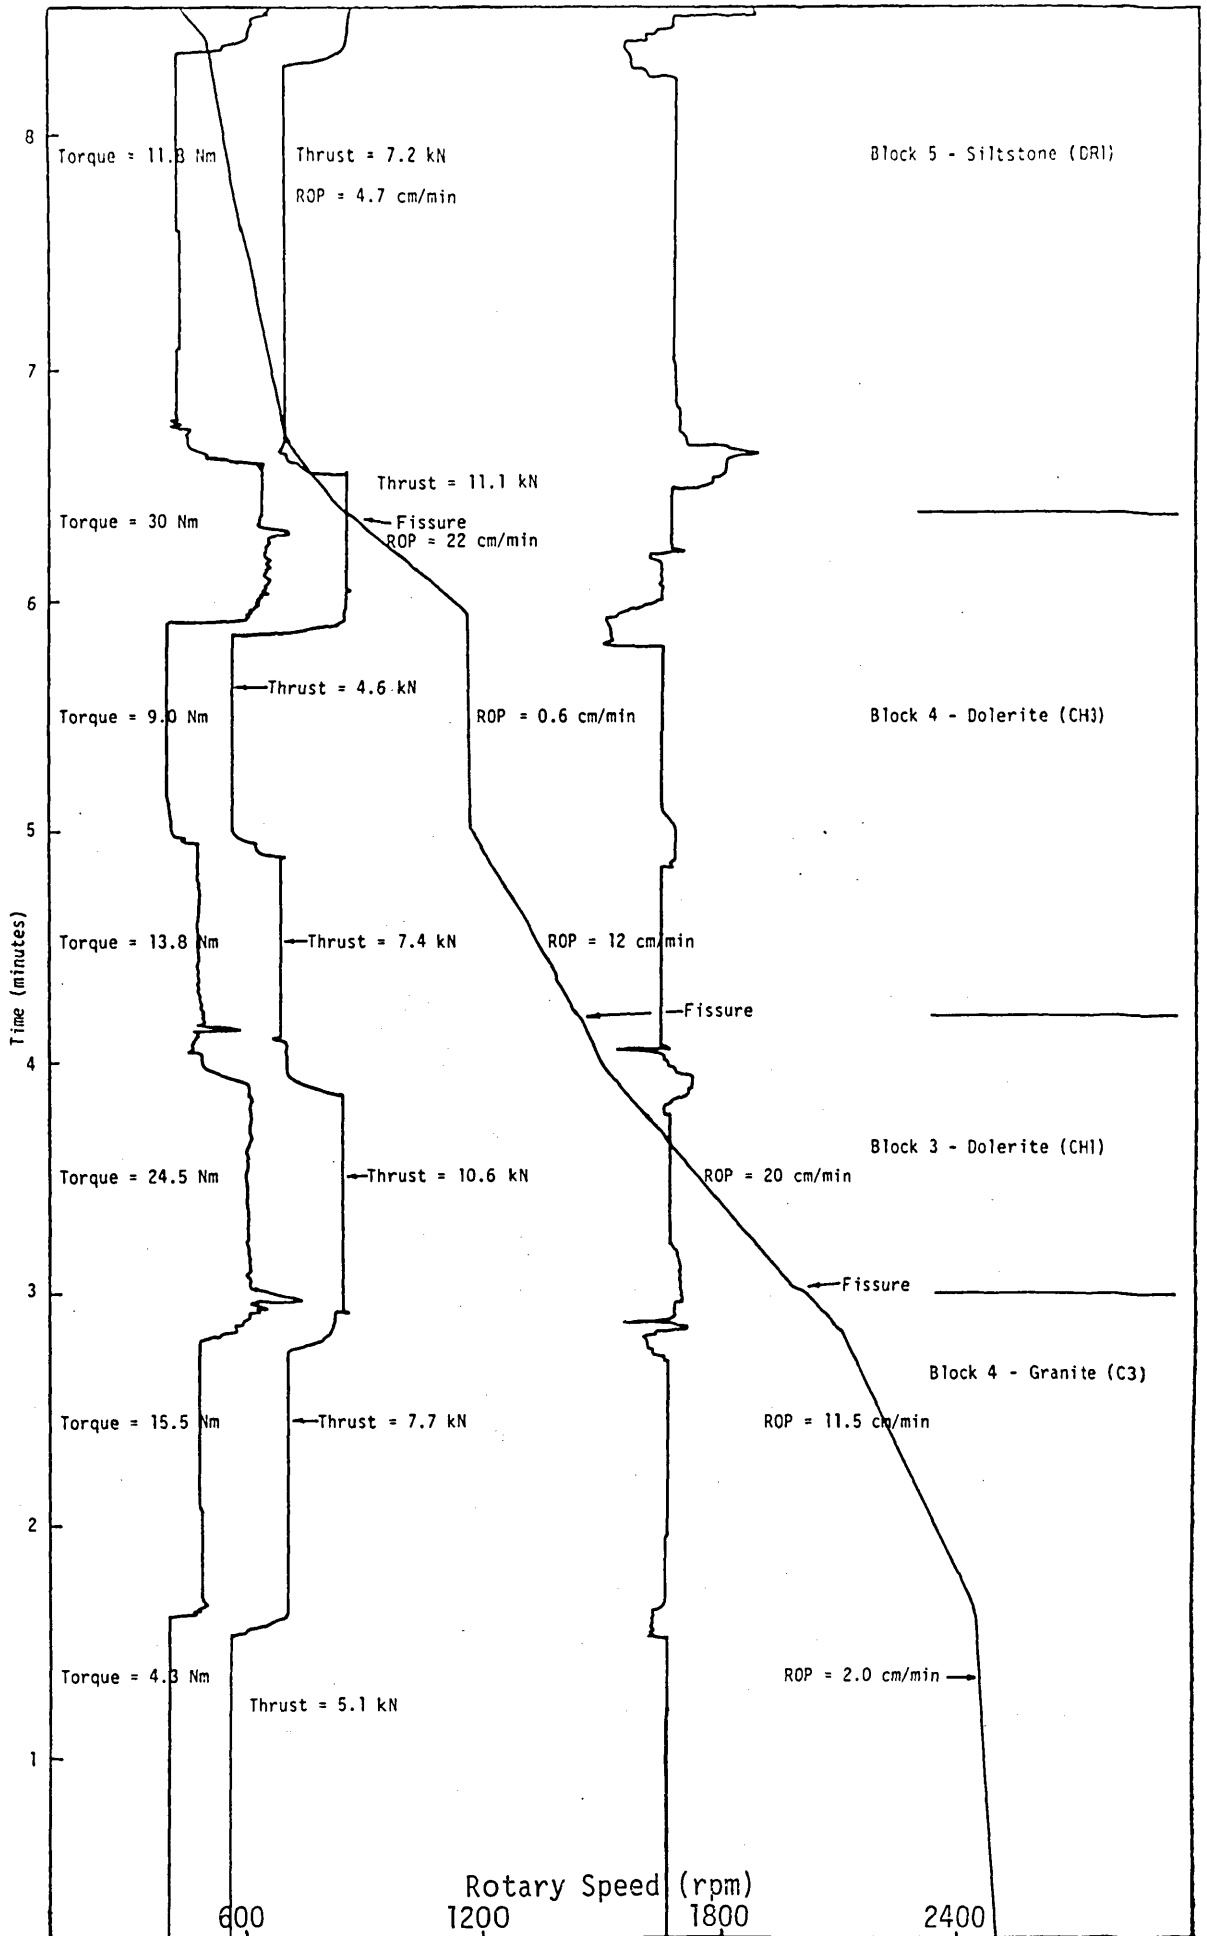 8
Torque = 11.8 Nm
Thrust = 7.2 kN
Block 5 - Siltstone (DR1)
ROP = 4.7 cm/min
7
Thrust = 11.1 kN
Torque = 30 Nm
Fissure
ROP = 22 cm/min
6
Thrust = 4.6 kN
Torque = 9.0 Nm
ROP = 0.6 cm/min
Block 4 - Dolerite (CH3)
5
Time (minutes)
Torque = 13.8 Nm
Thrust = 7.4 kN
ROP = 12 cm/min
Fissure
4
Block 3 - Dolerite (CH1)
Torque = 24.5 Nm
Thrust = 10.6 kN
ROP = 20 cm/min
Fissure
3
Block 4 - Granite (C3)
Torque = 15.5 Nm
Thrust = 7.7 kN
ROP = 11.5 cm/min
2
Torque = 4.3 Nm
ROP = 2.0 cm/min
Thrust = 5.1 kN
1
Rotary Speed (rpm)
600
1200
1800
2400